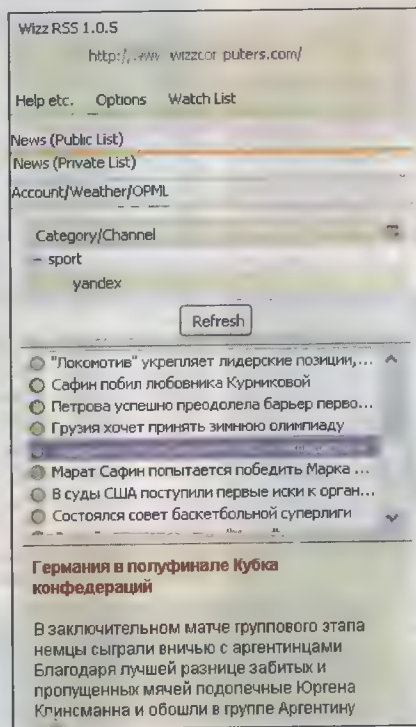 Wizz RSS 1.0.5
Help etc. Options Watch List
News (Public List)
News (Private List)
Account/Weather/OPML
Category/Channel
– sport
yandex
Refresh
"Локомотив" укрепляет лидерские позиции,...
Сафин побил любовника Курниковой
Петрова успешно преодолела барьер перво...
Грузия хочет принять зимнюю олимпиаду
Марат Сафин попытается победить Марка ...
В суды США поступили первые иски к орган...
Состоялся совет баскетбольной суперлиги
Германия в полуфинале Кубка
конфедераций
В заключительном матче группового этапа
немцы сыграли вничью с аргентинцами
Благодаря лучшей разнице забитых и
пропущенных мячей подопечные Юргена
Клинсманна и обошли в группе Аргентину